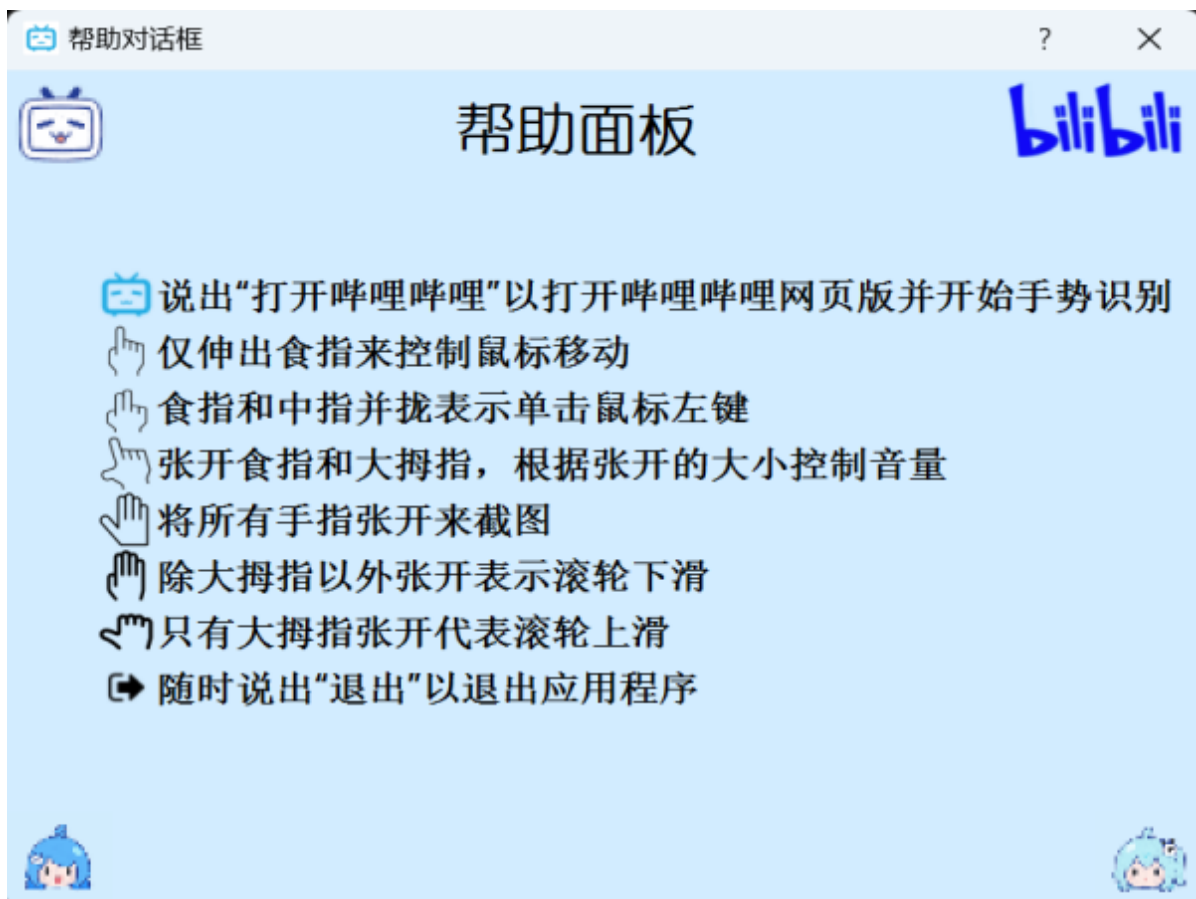 帮助对话框
帮助面板
bilibili
说出“打开哔哩哔哩”以打开哔哩哔哩网页版并开始手势识别
仅伸出食指来控制鼠标移动
食指和中指并拢表示单击鼠标左键
张开食指和大拇指，根据张开的大小控制音量
将所有手指张开来截图
除大拇指以外张开表示滚轮下滑
只有大拇指张开代表滚轮上滑
随时说出“退出”以退出应用程序